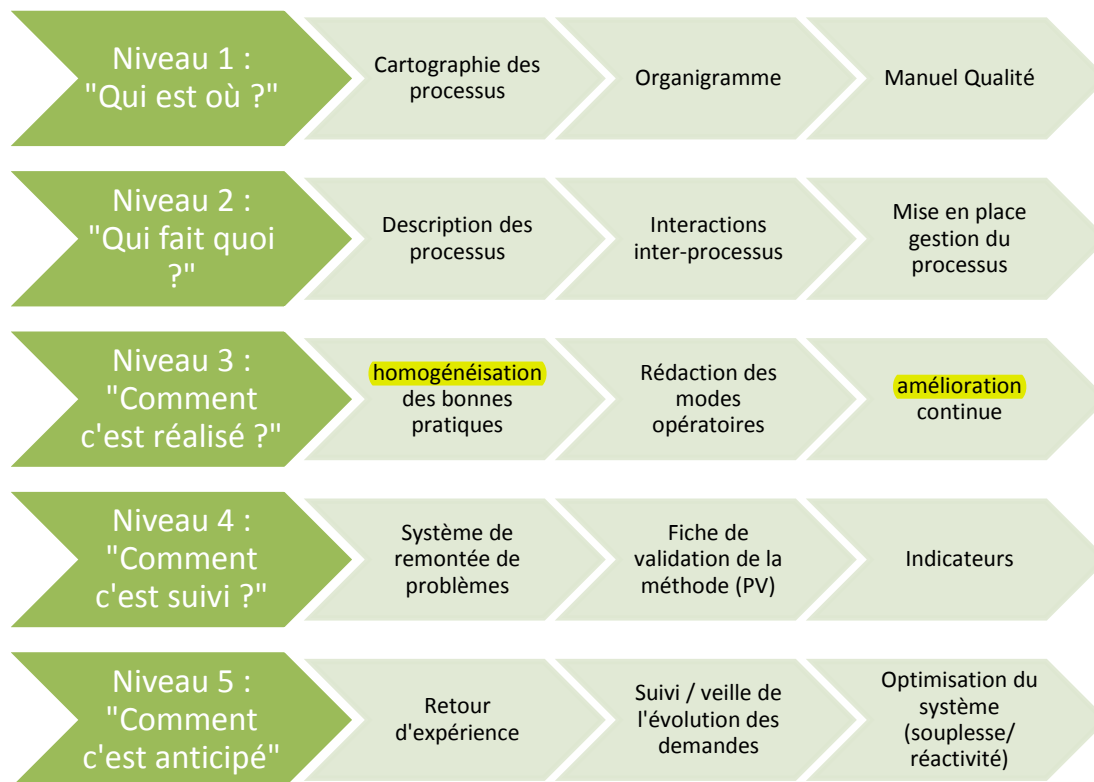 Niveau 1 :
"Qui est où ?"
Cartographie des
processus
Organigramme
Manuel Qualité
Niveau 2 :
"Qui fait quoi
?"
Description des
processus
Interactions
inter-processus
Mise en place
gestion du
processus
Niveau 3 :
"Comment
c'est réalisé ?"
homogénéisation
des bonnes
pratiques
Rédaction des
modes
opératoires
amélioration
continue
Niveau 4 :
"Comment
c'est suivi ?"
Système de
remontée de
problèmes
Fiche de
validation de la
méthode (PV)
Indicateurs
Niveau 5 :
"Comment
c'est anticipé"
Retour
d'expérience
Suivi / veille de
l'évolution des
demandes
Optimisation du
système
(souplesse/
réactivité)